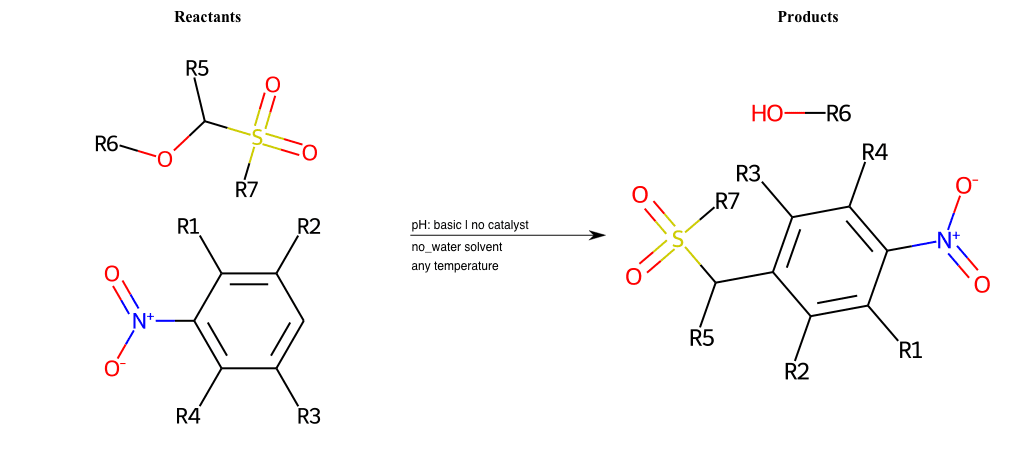 Reactants
Products
R5
O
R6
O
S
O
R7
R1
R2
O
N+
O-
R4
R3
pH: basic | no catalyst
no_water solvent
any temperature
HO
R6
R4
R3
O-
O
R7
S
N+
O
O
R5
R1
R2